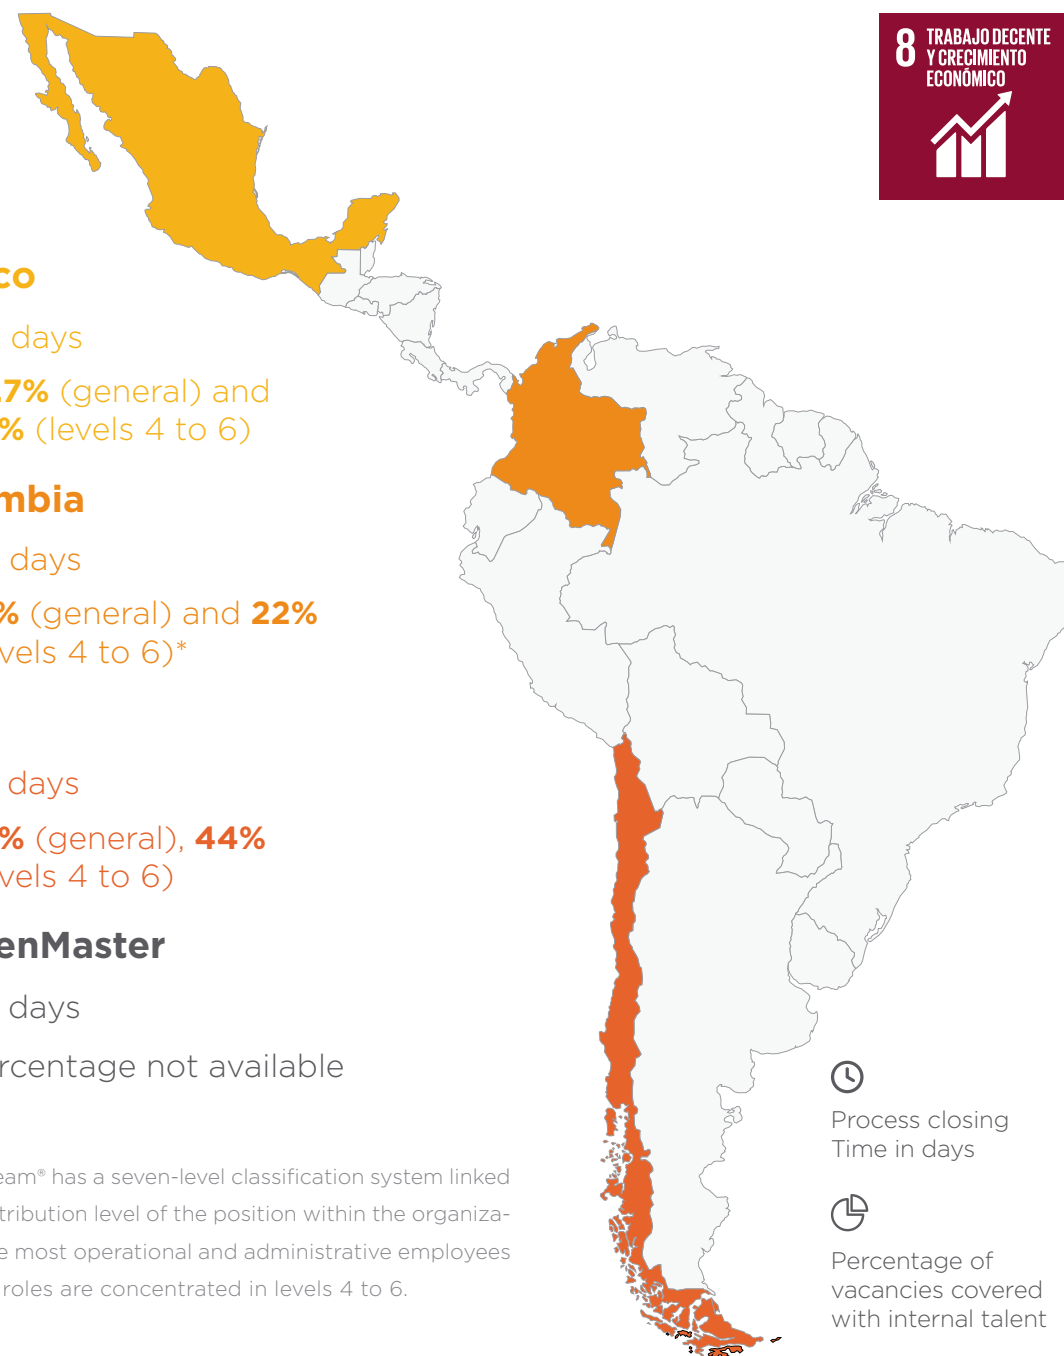 8 TRABAJO DECENTE
Y CRECIMIENTO
ECONÓMICO
co
days
7% (general) and
% (levels 4 to 6)
mbia
days
% (general) and 22%
vels 4 to 6)*
days
% (general), 44%
vels 4 to 6)
enMaster
days
rcentage not available
eam® has a seven-level classification system linked
tribution level of the position within the organiza-
e most operational and administrative employees
roles are concentrated in levels 4 to 6.
Process closing
Time in days
Percentage of
vacancies covered
with internal talent